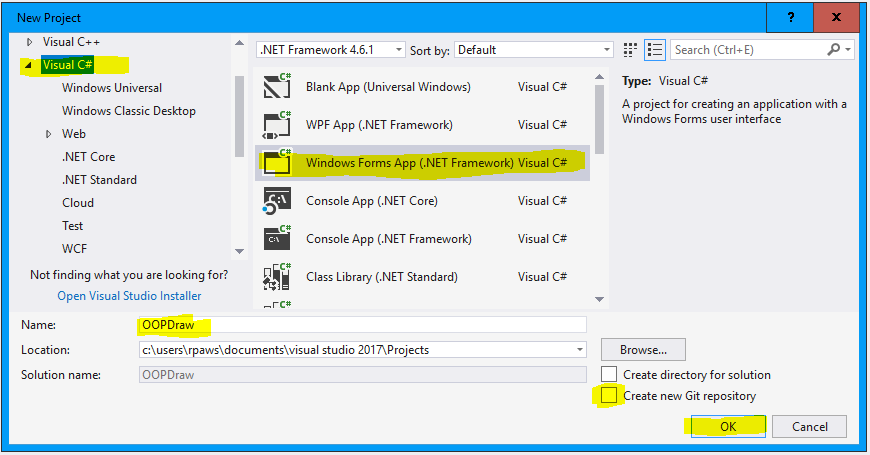 New Project
? X
Visual C++
Visual C#
Windows Universal
Windows Classic Desktop
Web
.NET Core
.NET Standard
Cloud
Test
WCF
Not finding what you are looking for?
Open Visual Studio Installer
.NET Framework 4.6.1 Sort by: Default
Search (Ctrl+E)
C# Blank App (Universal Windows) Visual C#
C# WPF App (.NET Framework) Visual C#
C# Windows Forms App (.NET Framework) Visual C#
C# Console App (.NET Core) Visual C#
C# Console App (.NET Framework) Visual C#
C# Class Library (.NET Standard) Visual C#
C#
Type: Visual C#
A project for creating an application with a
Windows Forms user interface
Name: OOPDraw
Location: c:\users\rpaws\documents\visual studio 2017\Projects Browse...
Solution name: OOPDraw
Create directory for solution
Create new Git repository
OK Cancel